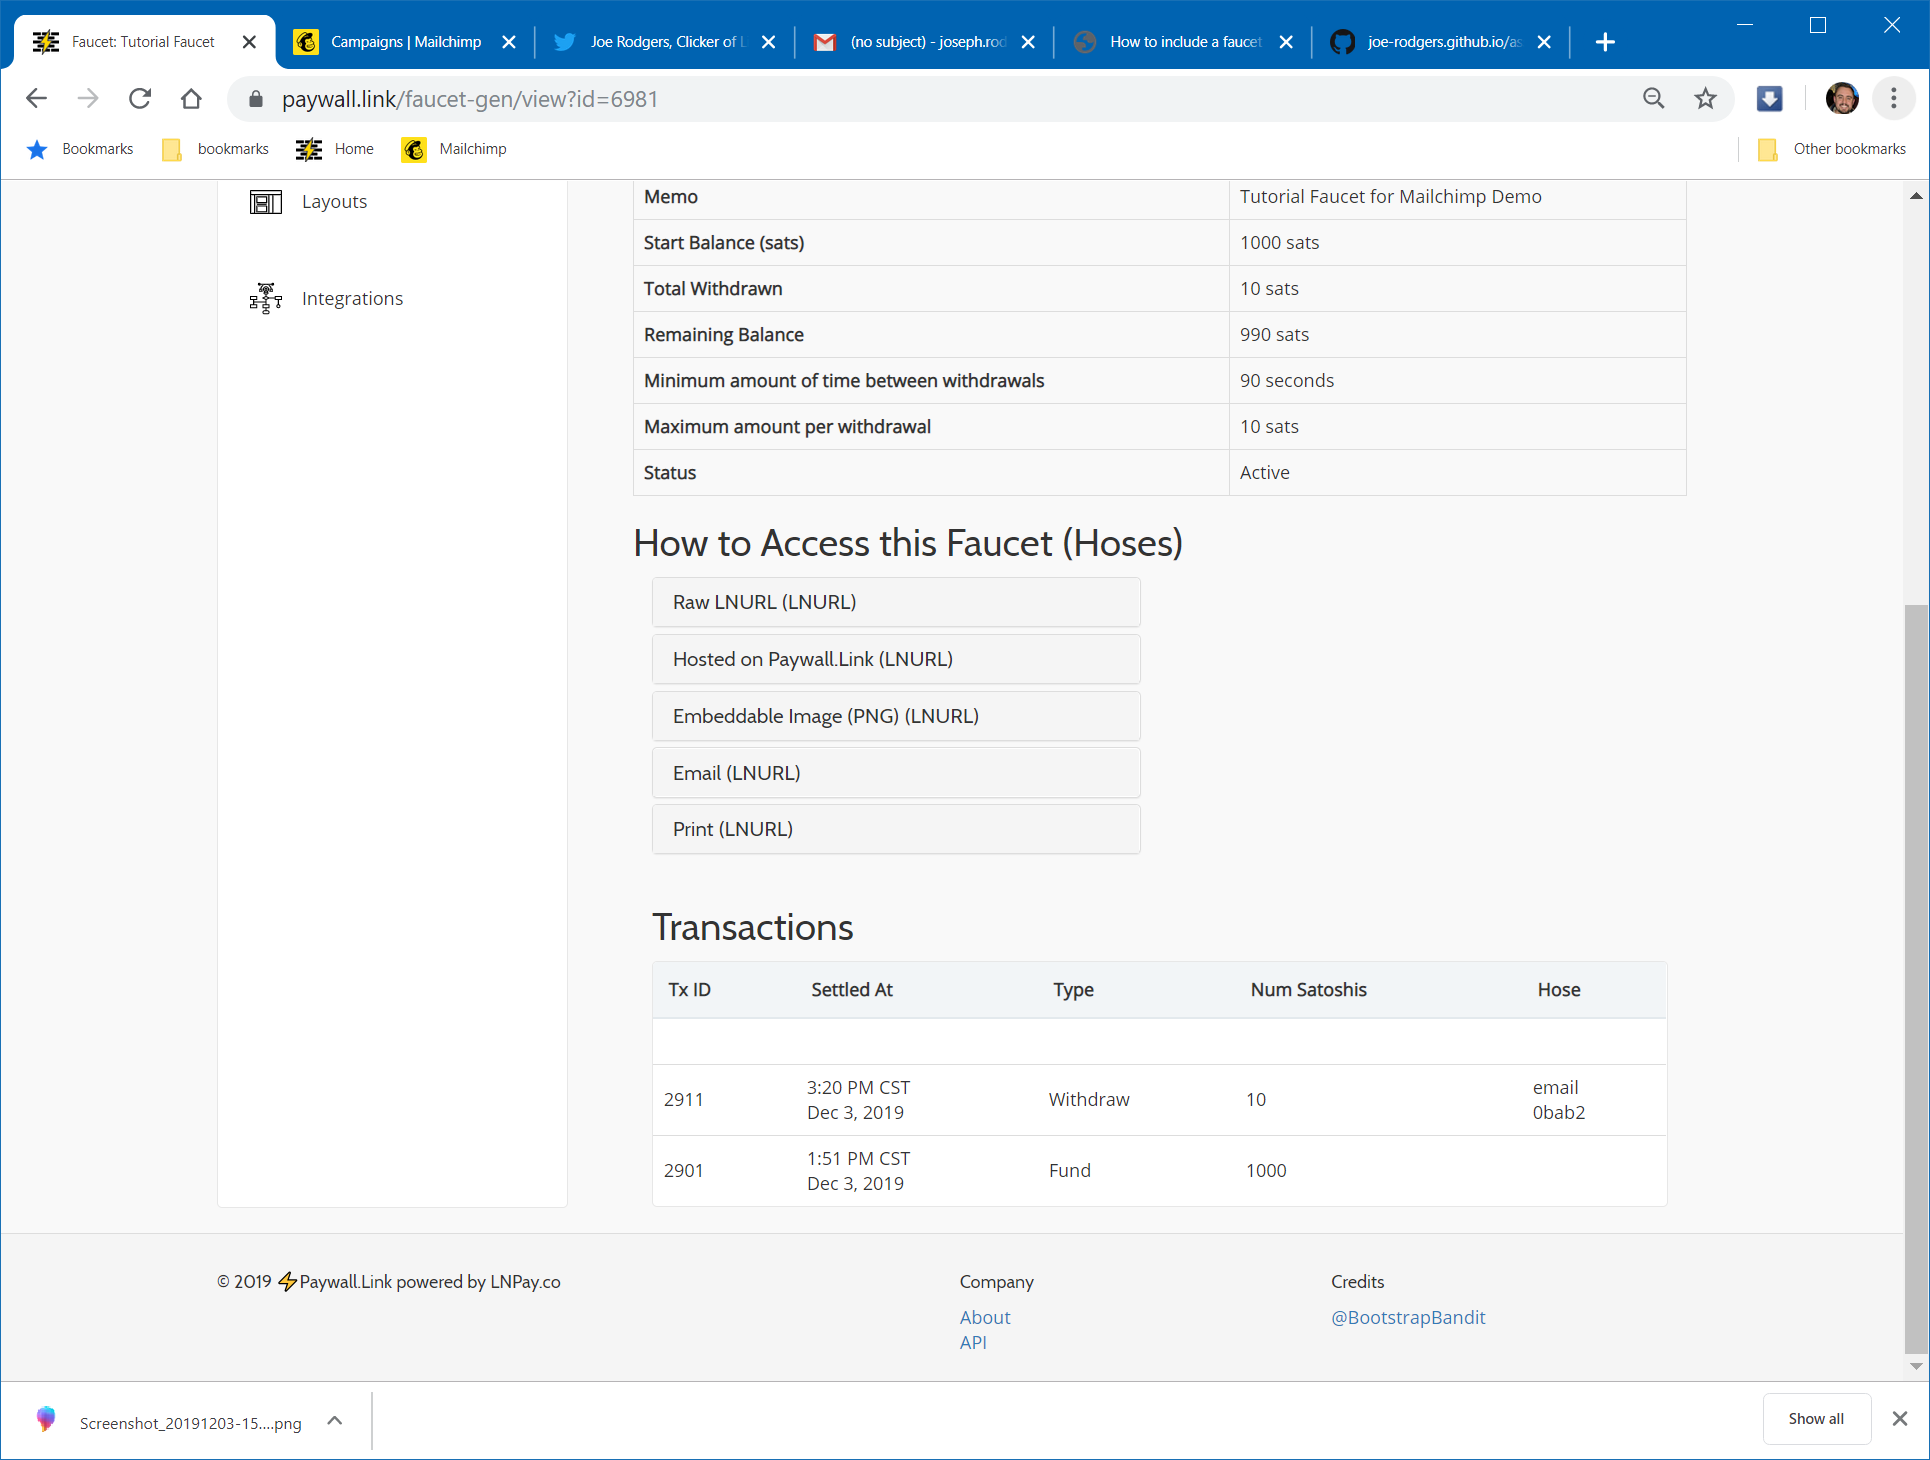 Faucet: Tutorial Faucet
Campaigns | Mailchimp
Joe Rodgers, Clicker of L
(no subject) - joseph.rod
How to include a faucet
joe-rodgers.github.io/as
paywall.link/faucet-gen/view?id=6981
Bookmarks
bookmarks
Home
Mailchimp
Other bookmarks
Layouts
Integrations
Memo Tutorial Faucet for Mailchimp Demo
Start Balance (sats) 1000 sats
Total Withdrawn 10 sats
Remaining Balance 990 sats
Minimum amount of time between withdrawals 90 seconds
Maximum amount per withdrawal 10 sats
Status Active
How to Access this Faucet (Hoses)
Raw LNURL (LNURL)
Hosted on Paywall.Link (LNURL)
Embeddable Image (PNG) (LNURL)
Email (LNURL)
Print (LNURL)
Transactions
Tx ID Settled At Type Num Satoshis Hose
2911 3:20 PM CST Dec 3, 2019 Withdraw 10 email 0bab2
2901 1:51 PM CST Dec 3, 2019 Fund 1000
© 2019 ⚡Paywall.Link powered by LNPay.co
Company
About
API
Credits
@BootstrapBandit
Screenshot_20191203-15....png
Show all